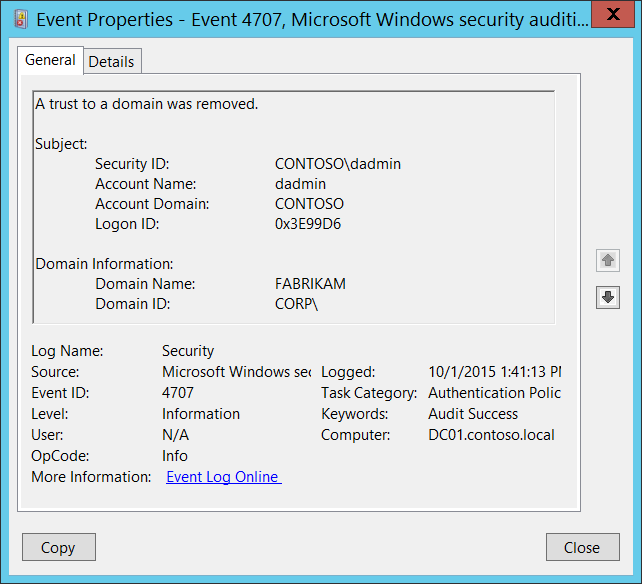 Event Properties - Event 4707, Microsoft Windows security auditi...
X
General Details
A trust to a domain was removed.
Subject:
Security ID: CONTOSO\dadmin
Account Name: dadmin
Account Domain: CONTOSO
Logon ID: 0x3E99D6
Domain Information:
Domain Name: FABRIKAM
Domain ID: CORP\
Log Name: Security
Source: Microsoft Windows sec Logged: 10/1/2015 1:41:13 PM
Event ID: 4707 Task Category: Authentication Polic
Level: Information Keywords: Audit Success
User: N/A Computer: DC01.contoso.local
OpCode: Info
More Information: Event Log Online
Copy Close